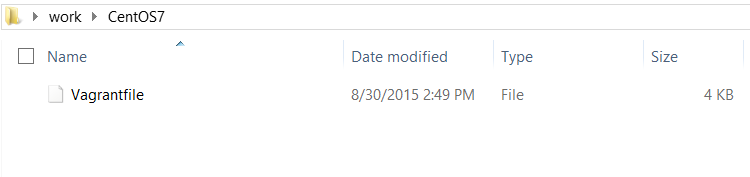 work CentOS7
Name Date modified Type Size
Vagrantfile 8/30/2015 2:49 PM File 4 KB